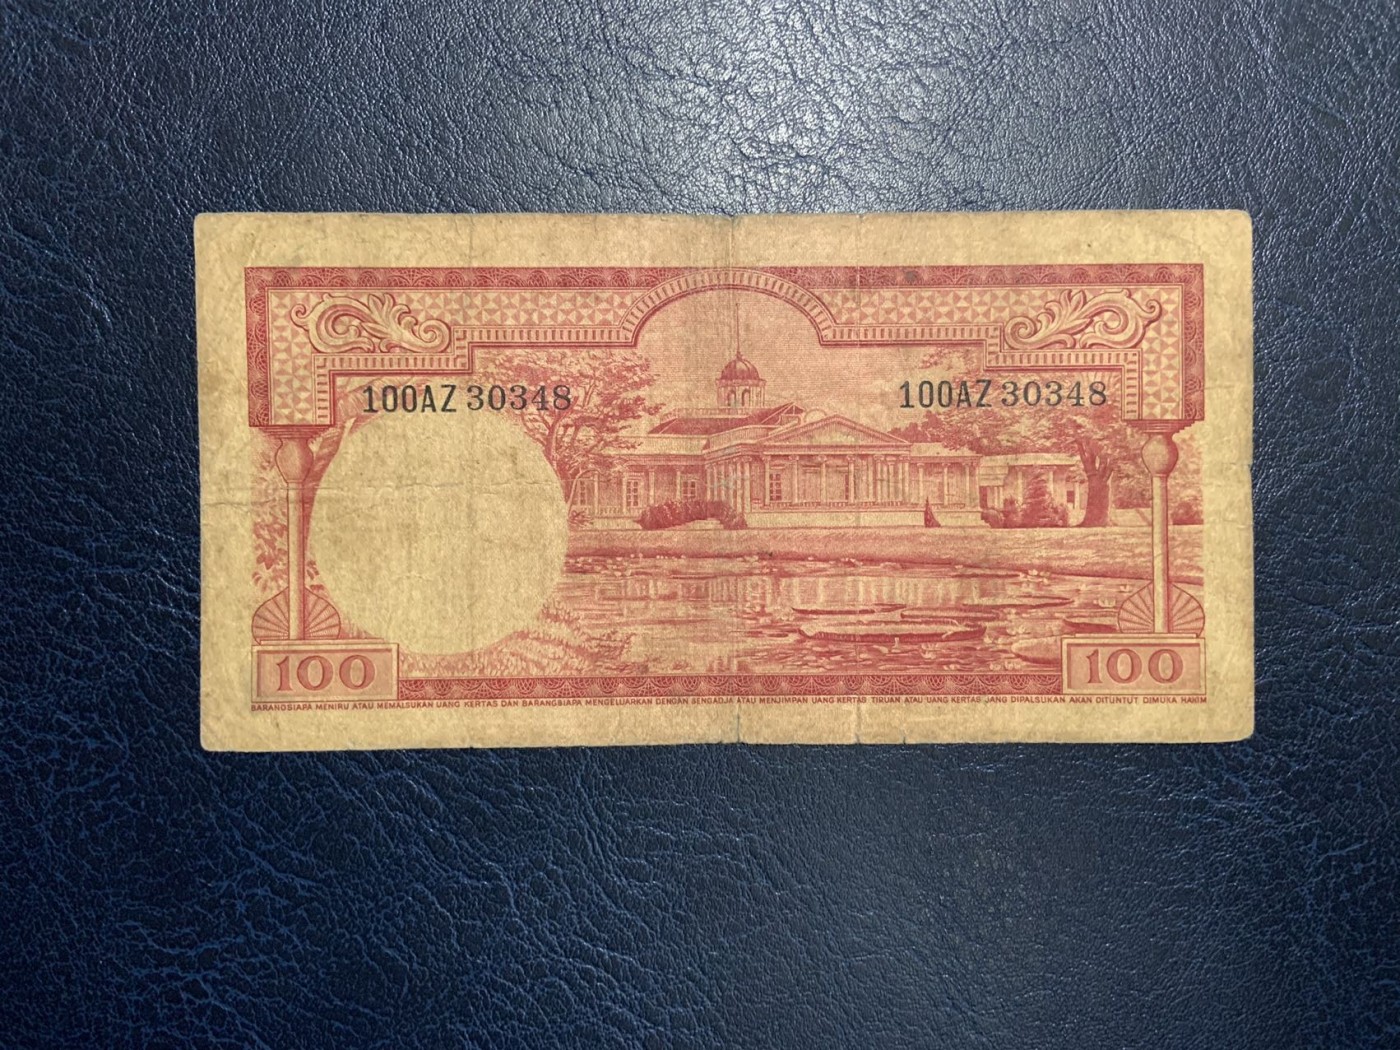 100AZ 30348 100AZ 30348
100 100
BARANGSIAPA MENIRU ATAU MEMALSUKAN UANG KERTAS DAN BARANGSIAPA MENGELUARKAN DENGAN SENGADJA ATAU MENJIMPAN UANG KERTAS TIRUAN ATAU UANG KERTAS JANG DIPALSUKAN AKAN DITUNTUT DIMUKA HAKIM